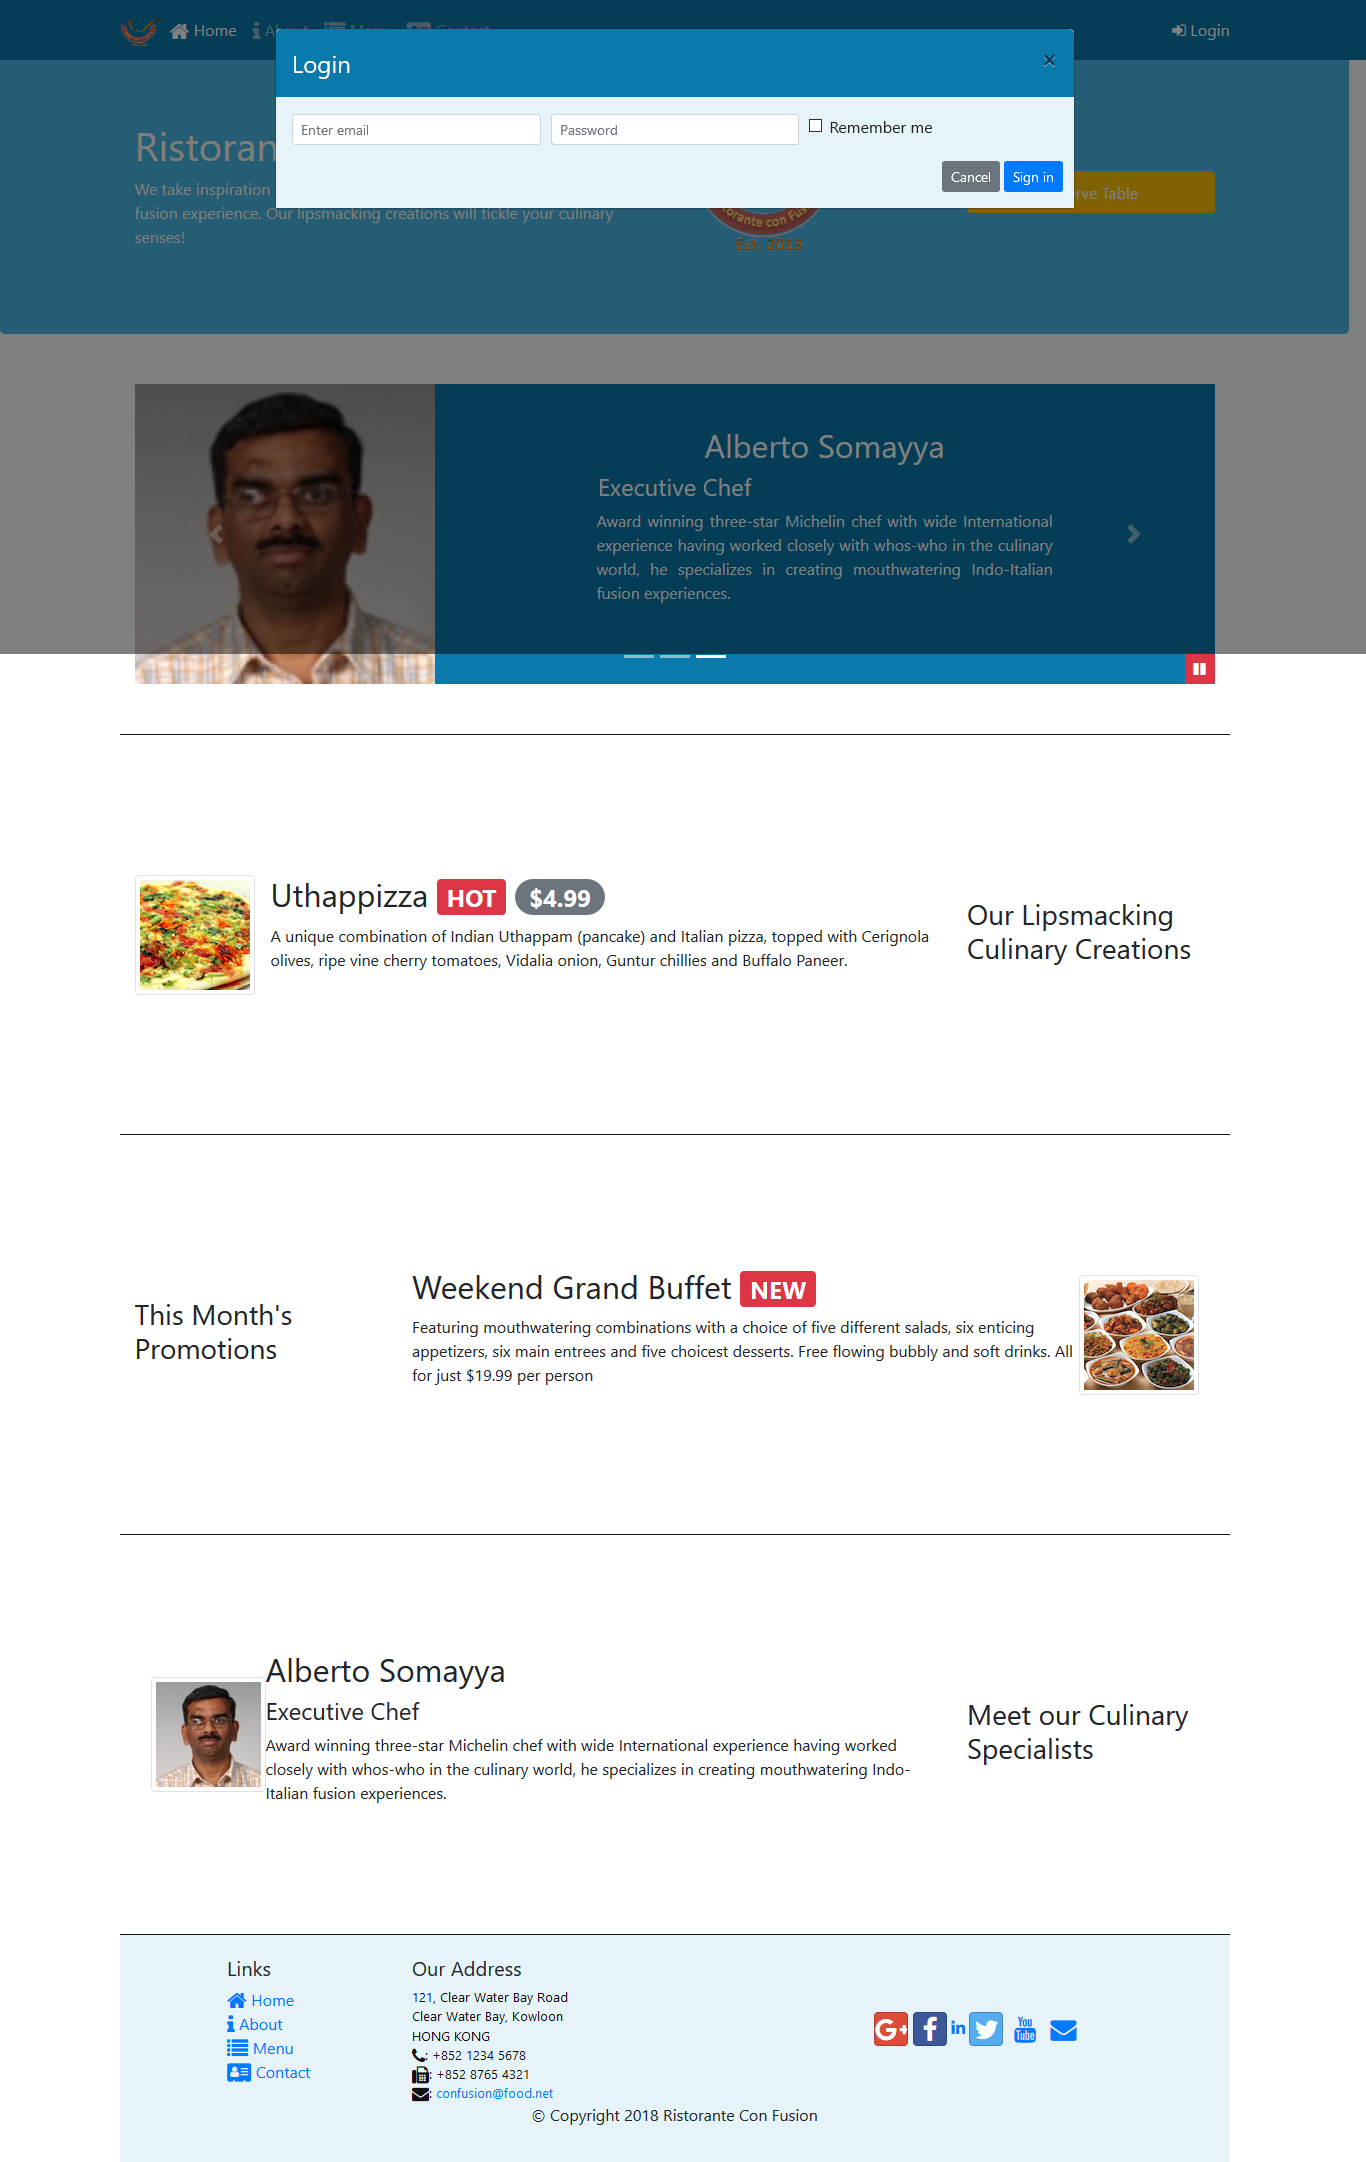 Home
About
Menu
Contact
Login
Login
×
Enter email
Password
Remember me
Cancel
Sign in
Ristoran
We take inspiration
fusion experience. Our lipsmacking creations will tickle your culinary
senses!
orante con Fus
Est. 2013
rve Table
Alberto Somayya
Executive Chef
Award winning three-star Michelin chef with wide International
experience having worked closely with whos-who in the culinary
world, he specializes in creating mouthwatering Indo-Italian
fusion experiences.
Uthappizza HOT $4.99
A unique combination of Indian Uthappam (pancake) and Italian pizza, topped with Cerignola
olives, ripe vine cherry tomatoes, Vidalia onion, Guntur chillies and Buffalo Paneer.
Our Lipsmacking
Culinary Creations
This Month's
Promotions
Weekend Grand Buffet NEW
Featuring mouthwatering combinations with a choice of five different salads, six enticing
appetizers, six main entrees and five choicest desserts. Free flowing bubbly and soft drinks. All
for just $19.99 per person
Alberto Somayya
Executive Chef
Award winning three-star Michelin chef with wide International experience having worked
closely with whos-who in the culinary world, he specializes in creating mouthwatering Indo-
Italian fusion experiences.
Meet our Culinary
Specialists
Links
Home
About
Menu
Contact
Our Address
121, Clear Water Bay Road
Clear Water Bay, Kowloon
HONG KONG
: +852 1234 5678
: +852 8765 4321
: confusion@food.net
G+
f
in
You
Tube
© Copyright 2018 Ristorante Con Fusion